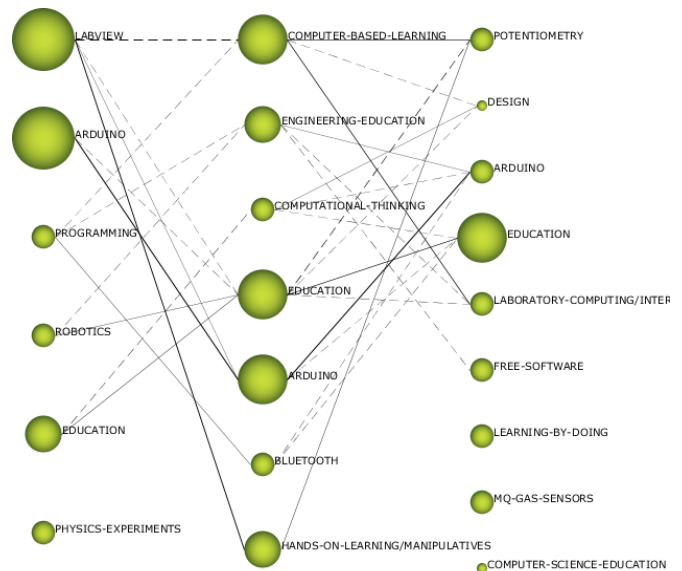 LABVIEW
ARDUINO
PROGRAMMING
ROBOTICS
EDUCATION
PHYSICS-EXPERIMENTS
COMPUTER-BASED-LEARNING
ENGINEERING-EDUCATION
COMPUTATIONAL-THINKING
EDUCATION
ARDUINO
BLUETOOTH
HANDS-ON-LEARNING/MANIPULATIVES
POTENTIOMETRY
DESIGN
ARDUINO
EDUCATION
LABORATORY-COMPUTING/INTER
FREE-SOFTWARE
LEARNING-BY-DOING
MQ-GAS-SENSORS
COMPUTER-SCIENCE-EDUCATION